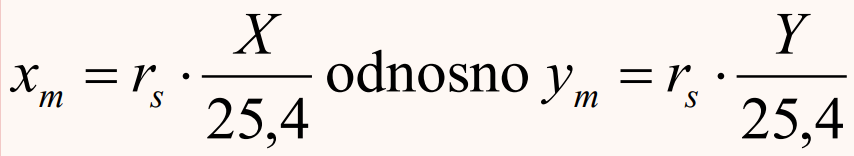 x_m = r_s · X/25,4 odnosno y_m = r_s · Y/25,4